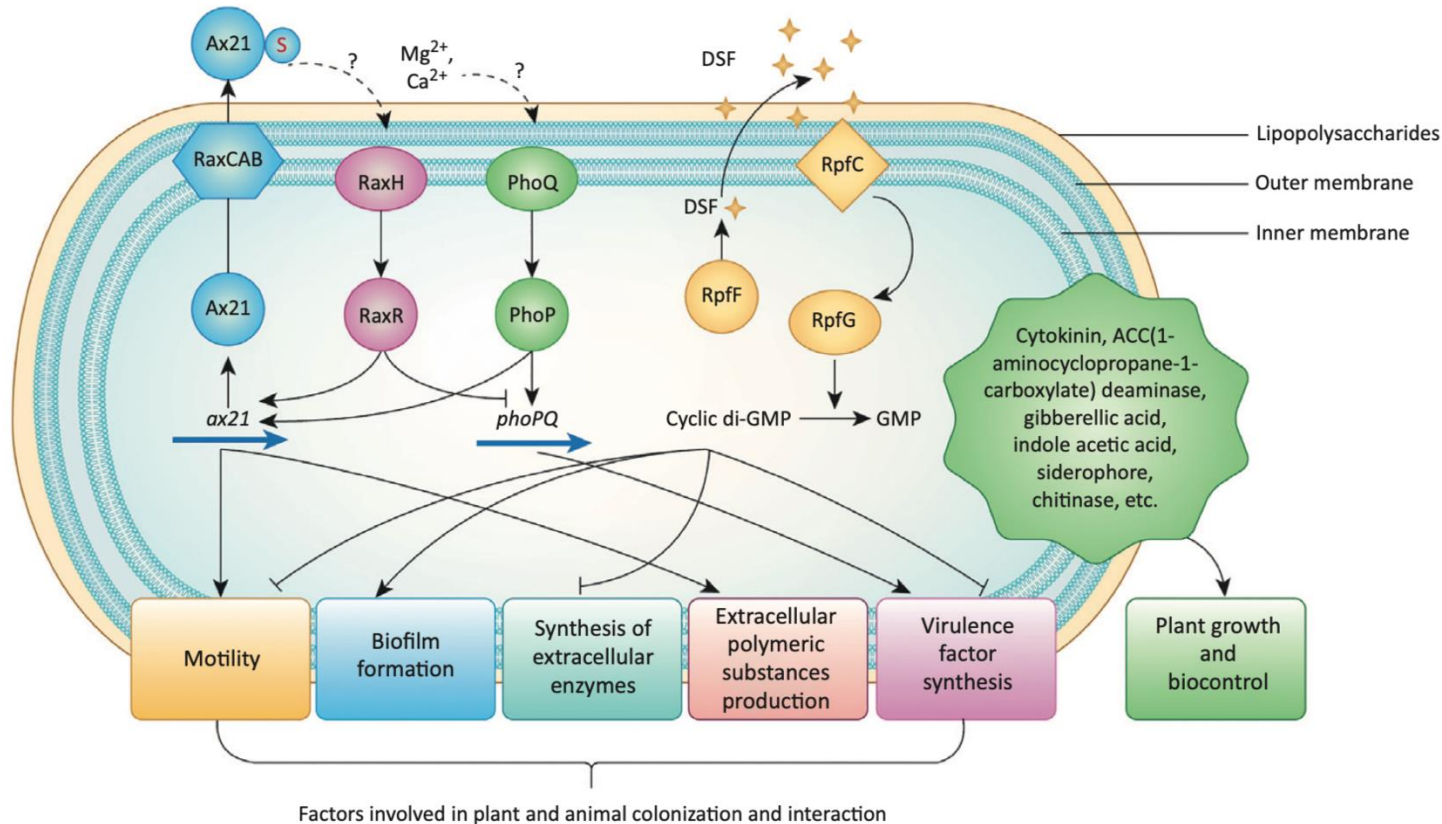 Ax21
S
?
Mg2+,
Ca2+
?
DSF
Lipopolysaccharides
RaxCAB
RaxH
PhoQ
RpfC
Outer membrane
DSF
Inner membrane
Ax21
RaxR
PhoP
RpfF
RpfG
Cytokinin, ACC(1-
aminocyclopropane-1-
carboxylate) deaminase,
gibberellic acid,
indole acetic acid,
siderophore,
chitinase, etc.
ax21
phoPQ
Cyclic di-GMP
GMP
Motility
Biofilm
formation
Synthesis of
extracellular
enzymes
Extracellular
polymeric
substances
production
Virulence
factor
synthesis
Plant growth
and
biocontrol
Factors involved in plant and animal colonization and interaction